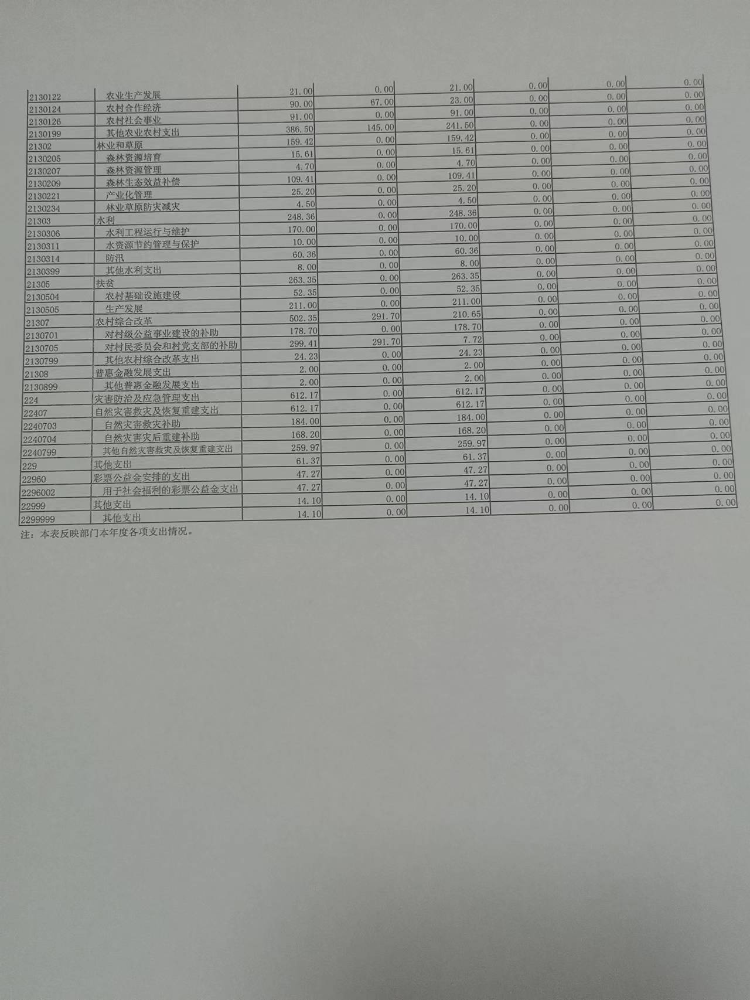 2130122 农业生产发展 21.00 0.00 21.00 0.00 0.00 0.00
2130124 农村合作经济 90.00 67.00 23.00 0.00 0.00 0.00
2130126 农村社会事业 91.00 0.00 91.00 0.00 0.00 0.00
2130199 其他农业农村支出 386.50 145.00 241.50 0.00 0.00 0.00
21302 林业和草原 159.42 0.00 159.42 0.00 0.00 0.00
2130205 森林资源培育 15.61 0.00 15.61 0.00 0.00 0.00
2130207 森林资源管理 4.70 0.00 4.70 0.00 0.00 0.00
2130209 森林生态效益补偿 109.41 0.00 109.41 0.00 0.00 0.00
2130221 产业化管理 25.20 0.00 25.20 0.00 0.00 0.00
2130234 林业草原防灾减灾 4.50 0.00 4.50 0.00 0.00 0.00
21303 水利 248.36 0.00 248.36 0.00 0.00 0.00
2130306 水利工程运行与维护 170.00 0.00 170.00 0.00 0.00 0.00
2130311 水资源节约管理与保护 10.00 0.00 10.00 0.00 0.00 0.00
2130314 防汛 60.36 0.00 60.36 0.00 0.00 0.00
2130399 其他水利支出 8.00 0.00 8.00 0.00 0.00 0.00
21305 扶贫 263.35 0.00 263.35 0.00 0.00 0.00
2130504 农村基础设施建设 52.35 0.00 52.35 0.00 0.00 0.00
2130505 生产发展 211.00 0.00 211.00 0.00 0.00 0.00
21307 农村综合改革 502.35 291.70 210.65 0.00 0.00 0.00
2130701 对村级公益事业建设的补助 178.70 0.00 178.70 0.00 0.00 0.00
2130705 对村民委员会和村党支部的补助 299.41 291.70 7.72 0.00 0.00 0.00
2130799 其他农村综合改革支出 24.23 0.00 24.23 0.00 0.00 0.00
21308 普惠金融发展支出 2.00 0.00 2.00 0.00 0.00 0.00
2130899 其他普惠金融发展支出 2.00 0.00 2.00 0.00 0.00 0.00
224 灾害防治及应急管理支出 612.17 0.00 612.17 0.00 0.00 0.00
22407 自然灾害救灾及恢复重建支出 612.17 0.00 612.17 0.00 0.00 0.00
2240703 自然灾害救灾补助 184.00 0.00 184.00 0.00 0.00 0.00
2240704 自然灾害灾后重建补助 168.20 0.00 168.20 0.00 0.00 0.00
2240799 其他自然灾害救灾及恢复重建支出 259.97 0.00 259.97 0.00 0.00 0.00
229 其他支出 61.37 0.00 61.37 0.00 0.00 0.00
22960 彩票公益金安排的支出 47.27 0.00 47.27 0.00 0.00 0.00
2296002 用于社会福利的彩票公益金支出 47.27 0.00 47.27 0.00 0.00 0.00
22999 其他支出 14.10 0.00 14.10 0.00 0.00 0.00
2299999 其他支出 14.10 0.00 14.10 0.00 0.00 0.00
注：本表反映部门本年度各项支出情况。